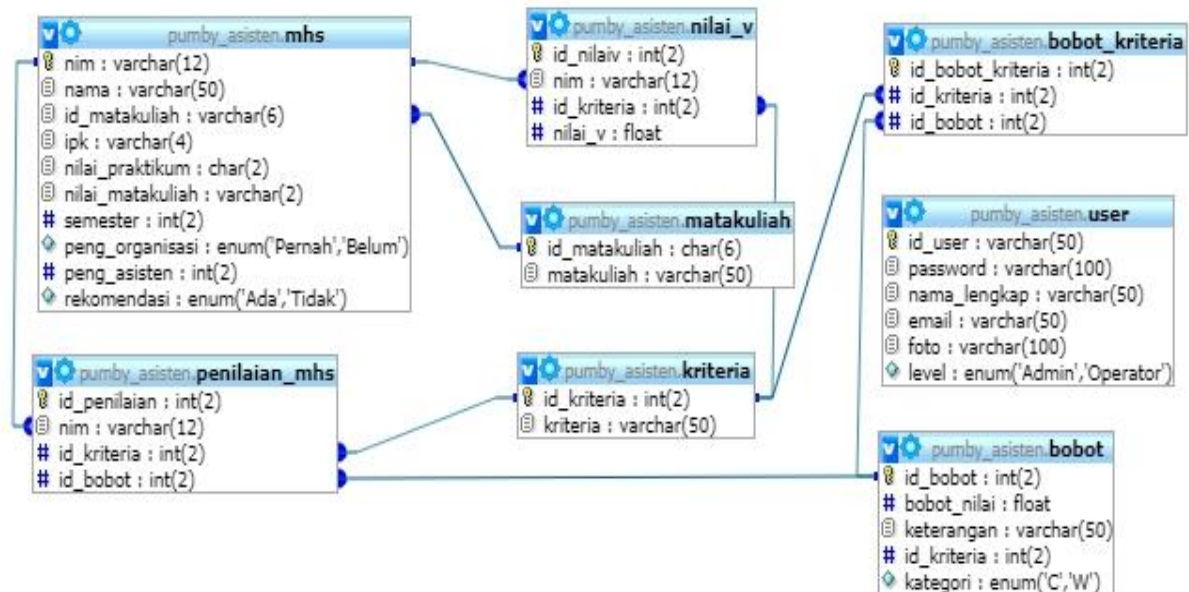 pumby_asisten.mhs
nim : varchar(12)
nama : varchar(50)
id_matakuliah : varchar(6)
ipk : varchar(4)
nilai_praktikum : char(2)
nilai_matakuliah : varchar(2)
# semester : int(2)
peng_organisasi : enum('Pernah','Belum')
# peng_asisten : int(2)
rekomendasi : enum('Ada','Tidak')
pumby_asisten.nilai_v
id_nilaiv : int(2)
nim : varchar(12)
# id_kriteria : int(2)
# nilai_v : float
pumby_asisten.bobot_kriteria
id_bobot_kriteria : int(2)
# id_kriteria : int(2)
# id_bobot : int(2)
pumby_asisten.matakuliah
id_matakuliah : char(6)
matakuliah : varchar(50)
pumby_asisten.user
id_user : varchar(50)
password : varchar(100)
nama_lengkap : varchar(50)
email : varchar(50)
foto : varchar(100)
level : enum('Admin','Operator')
pumby_asisten.penilaian_mhs
id_penilaian : int(2)
nim : varchar(12)
# id_kriteria : int(2)
# id_bobot : int(2)
pumby_asisten.kriteria
id_kriteria : int(2)
kriteria : varchar(50)
pumby_asisten.bobot
id_bobot : int(2)
# bobot_nilai : float
keterangan : varchar(50)
# id_kriteria : int(2)
kategori : enum('C','W')